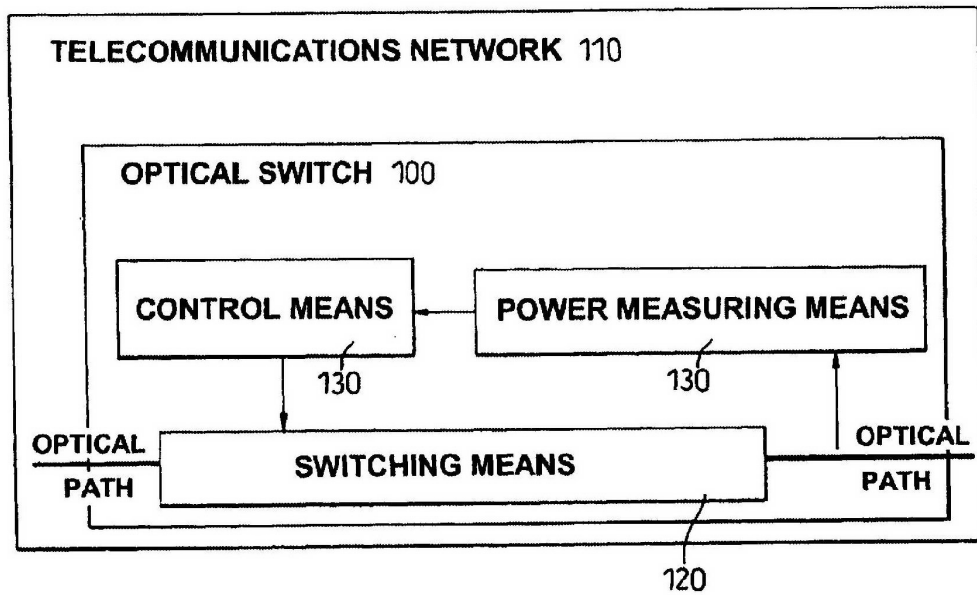 TELECOMMUNICATIONS NETWORK 110
OPTICAL SWITCH 100
CONTROL MEANS
POWER MEASURING MEANS
130
130
OPTICAL
PATH
SWITCHING MEANS
OPTICAL
PATH
120